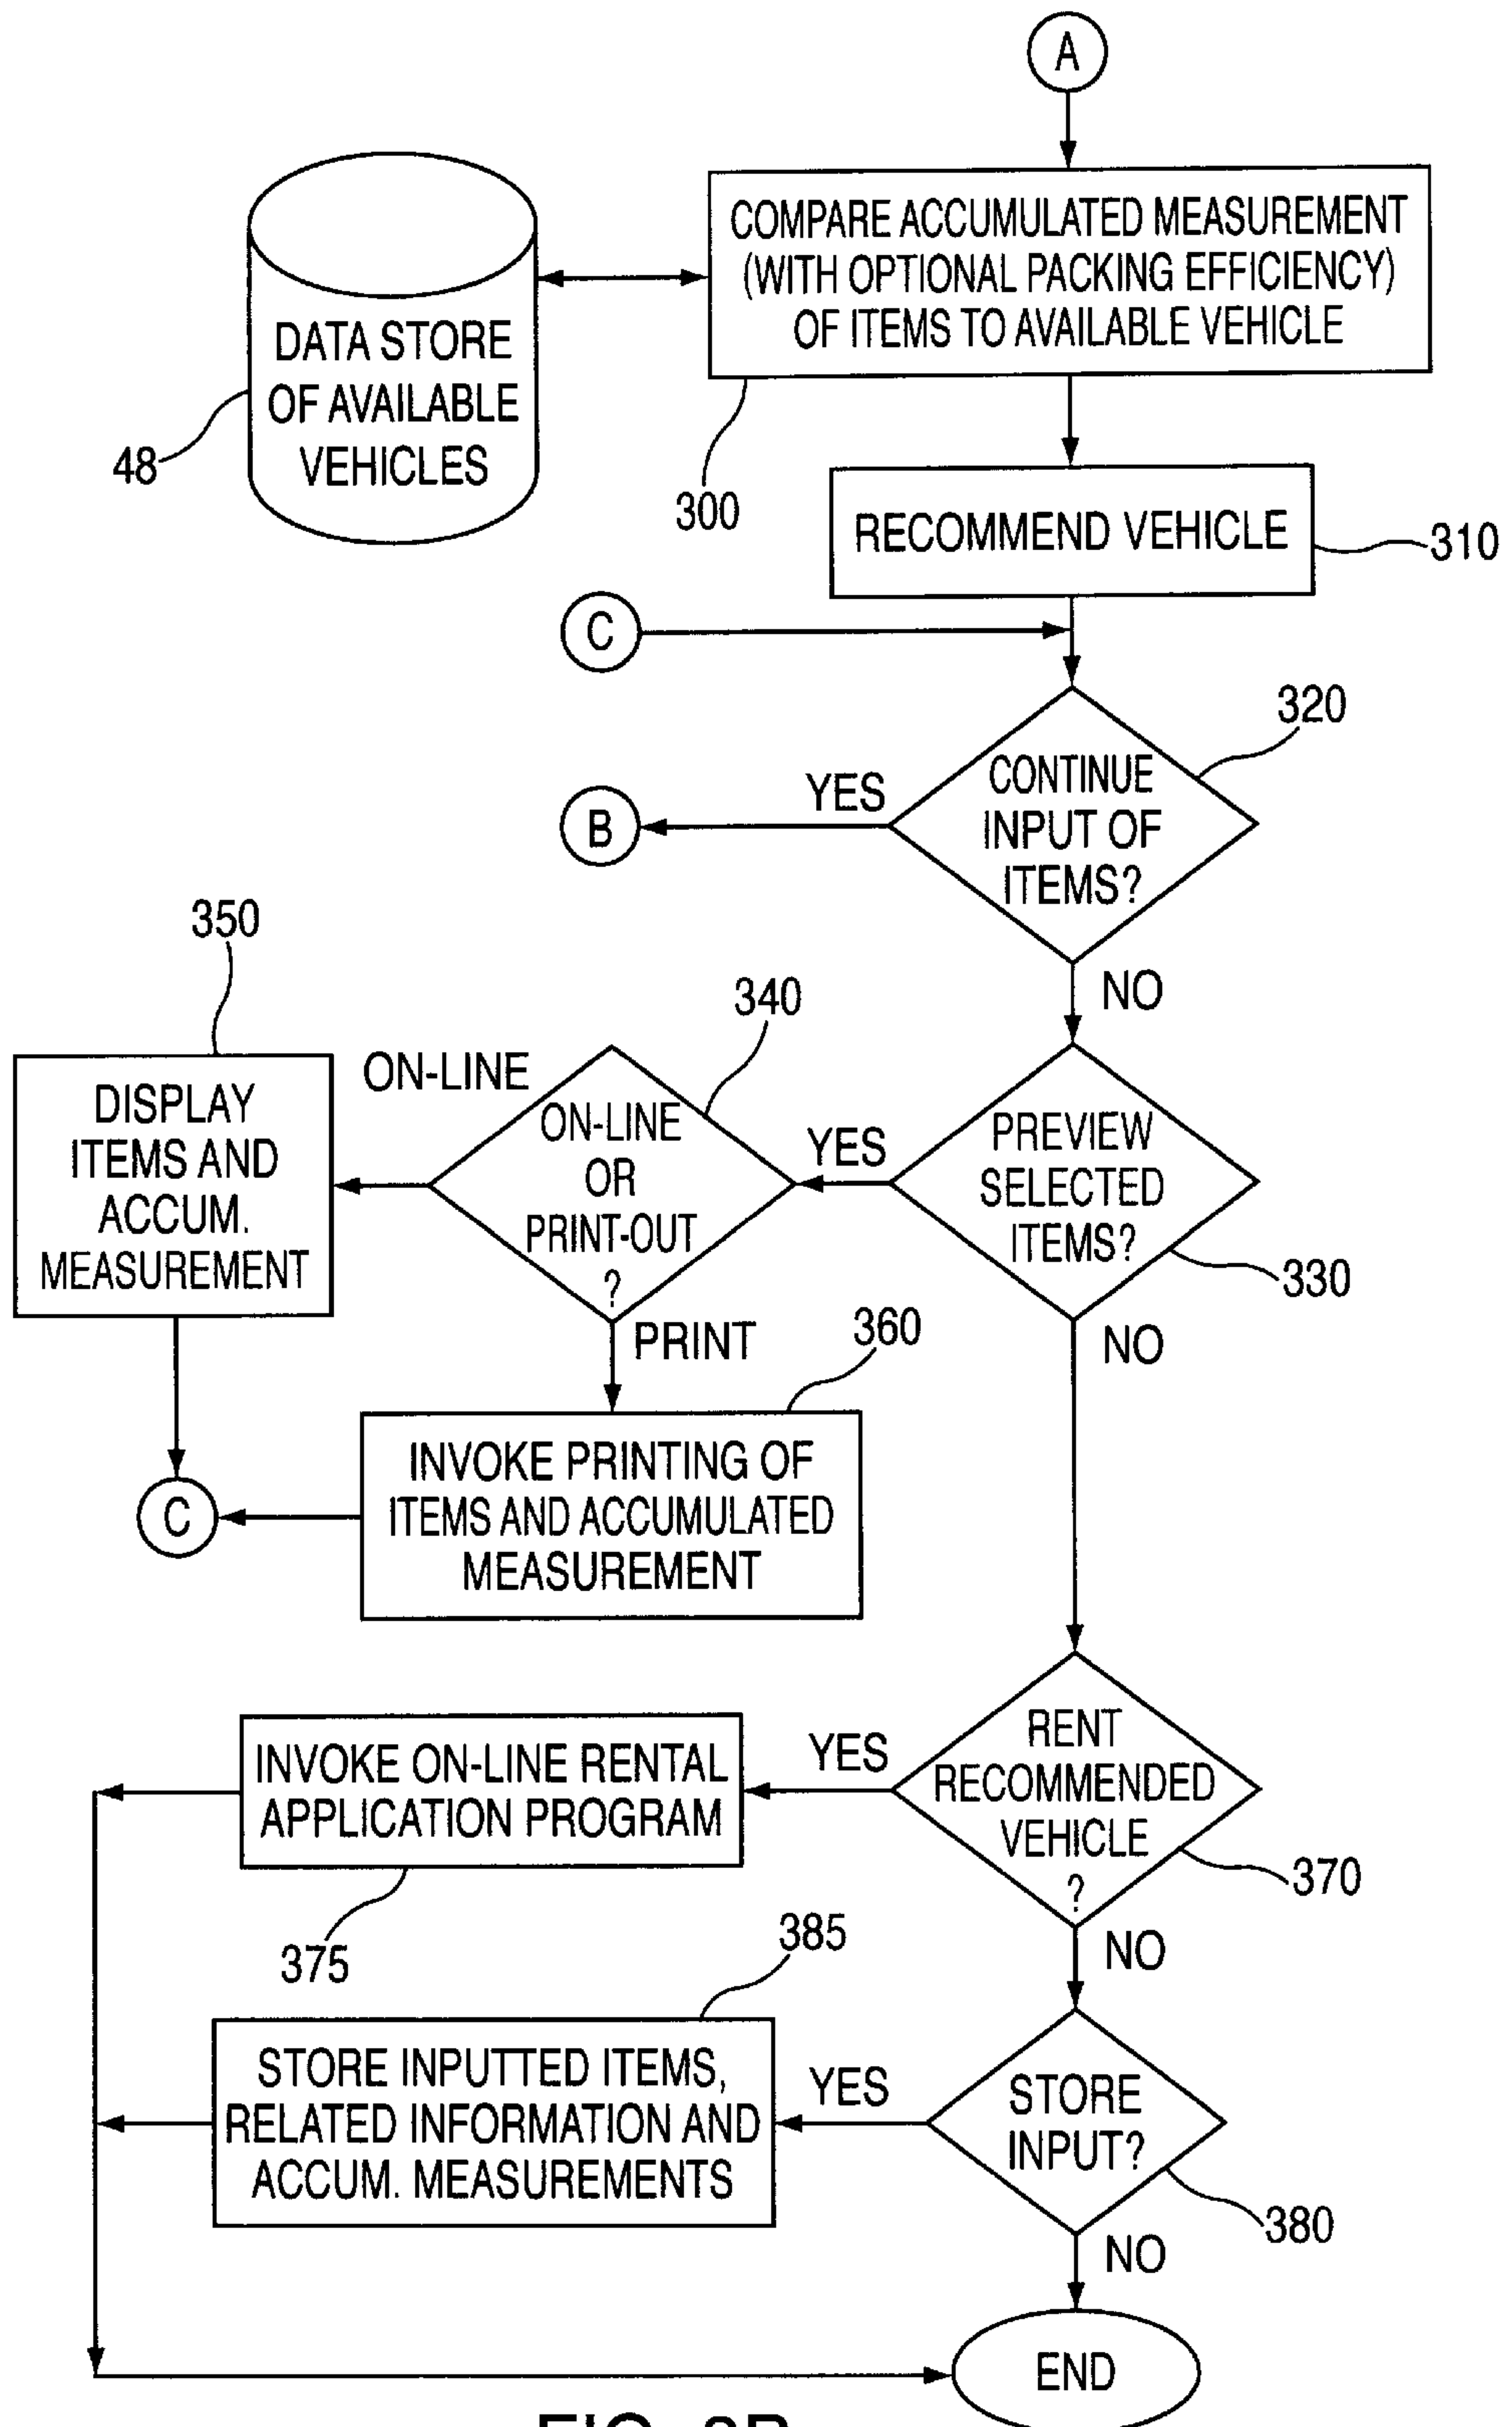 A
COMPARE ACCUMULATED MEASUREMENT
(WITH OPTIONAL PACKING EFFICIENCY)
OF ITEMS TO AVAILABLE VEHICLE
DATA STORE
OF AVAILABLE
VEHICLES
48
300
RECOMMEND VEHICLE
310
C
320
CONTINUE
INPUT OF
ITEMS?
YES
B
NO
350
340
ON-LINE
DISPLAY
ITEMS AND
ACCUM.
MEASUREMENT
ON-LINE
OR
PRINT-OUT
?
YES
PREVIEW
SELECTED
ITEMS?
330
PRINT
360
NO
INVOKE PRINTING OF
ITEMS AND ACCUMULATED
MEASUREMENT
C
RENT
RECOMMENDED
VEHICLE
?
YES
INVOKE ON-LINE RENTAL
APPLICATION PROGRAM
370
375
NO
385
STORE INPUTTED ITEMS,
RELATED INFORMATION AND
ACCUM. MEASUREMENTS
YES
STORE
INPUT?
380
NO
END